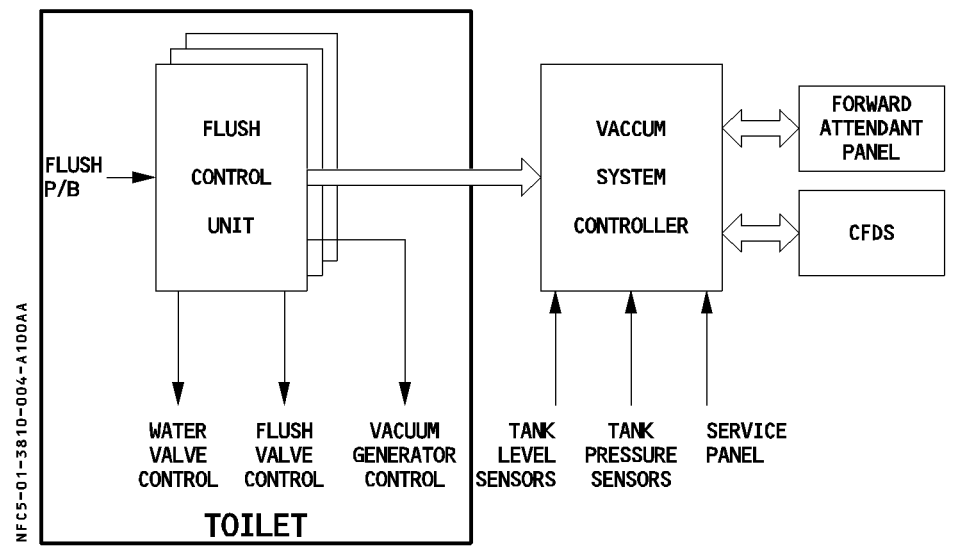 FLUSH
CONTROL
UNIT
FLUSH
P/B
VACCUM
SYSTEM
CONTROLLER
FORWARD
ATTENDANT
PANEL
CFDS
WATER
VALVE
CONTROL
FLUSH
VALVE
CONTROL
VACUUM
GENERATOR
CONTROL
TANK
LEVEL
SENSORS
TANK
PRESSURE
SENSORS
SERVICE
PANEL
TOILET
NFC5-01-3810-004-A100AA